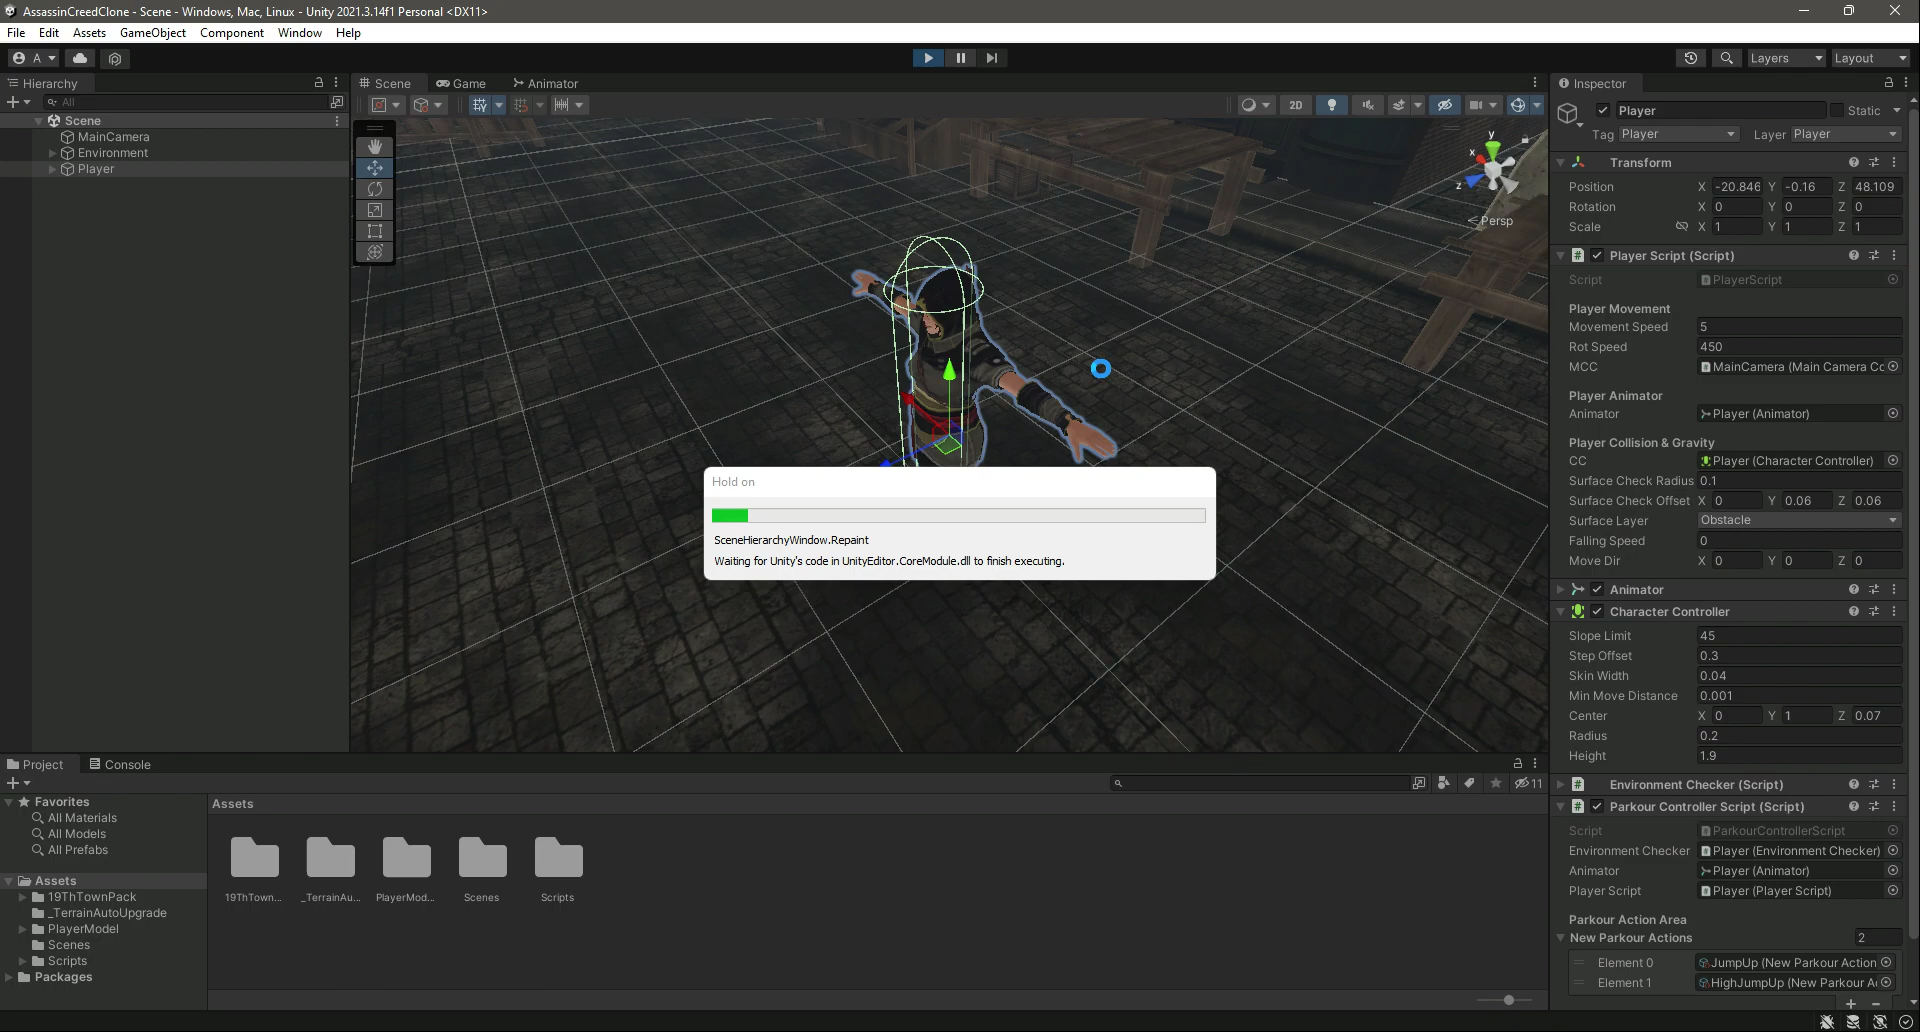 AssassinCreedClone - Scene - Windows, Mac, Linux - Unity 2021.3.14f1 Personal <DX11>
File Edit Assets GameObject Component Window Help
A Layers Layout
Hierarchy
All
Scene
MainCamera
Environment
Player
Scene Game Animator
2D
y
x
z
Persp
Hold on
SceneHierarchyWindow.Repaint
Waiting for Unity's code in UnityEditor.CoreModule.dll to finish executing.
Inspector
Player Static
Tag Player Layer Player
Transform
Position X -20.846 Y -0.16 Z 48.109
Rotation X 0 Y 0 Z 0
Scale X 1 Y 1 Z 1
Player Script (Script)
Script PlayerScript
Player Movement
Movement Speed 5
Rot Speed 450
MCC MainCamera (Main Camera Cc
Player Animator
Animator Player (Animator)
Player Collision & Gravity
CC Player (Character Controller)
Surface Check Radius 0.1
Surface Check Offset X 0 Y 0.06 Z 0.06
Surface Layer Obstacle
Falling Speed 0
Move Dir X 0 Y 0 Z 0
Animator
Character Controller
Slope Limit 45
Step Offset 0.3
Skin Width 0.04
Min Move Distance 0.001
Center X 0 Y 1 Z 0.07
Radius 0.2
Height 1.9
Environment Checker (Script)
Parkour Controller Script (Script)
Script ParkourControllerScript
Environment Checker Player (Environment Checker)
Animator Player (Animator)
Player Script Player (Player Script)
Parkour Action Area
New Parkour Actions 2
Element 0 JumpUp (New Parkour Action
Element 1 HighJumpUp (New Parkour A
Project Console
11
Favorites
All Materials
All Models
All Prefabs
Assets
19ThTownPack
_TerrainAutoUpgrade
PlayerModel
Scenes
Scripts
Packages
Assets
19ThTown... _TerrainAu... PlayerMod... Scenes Scripts